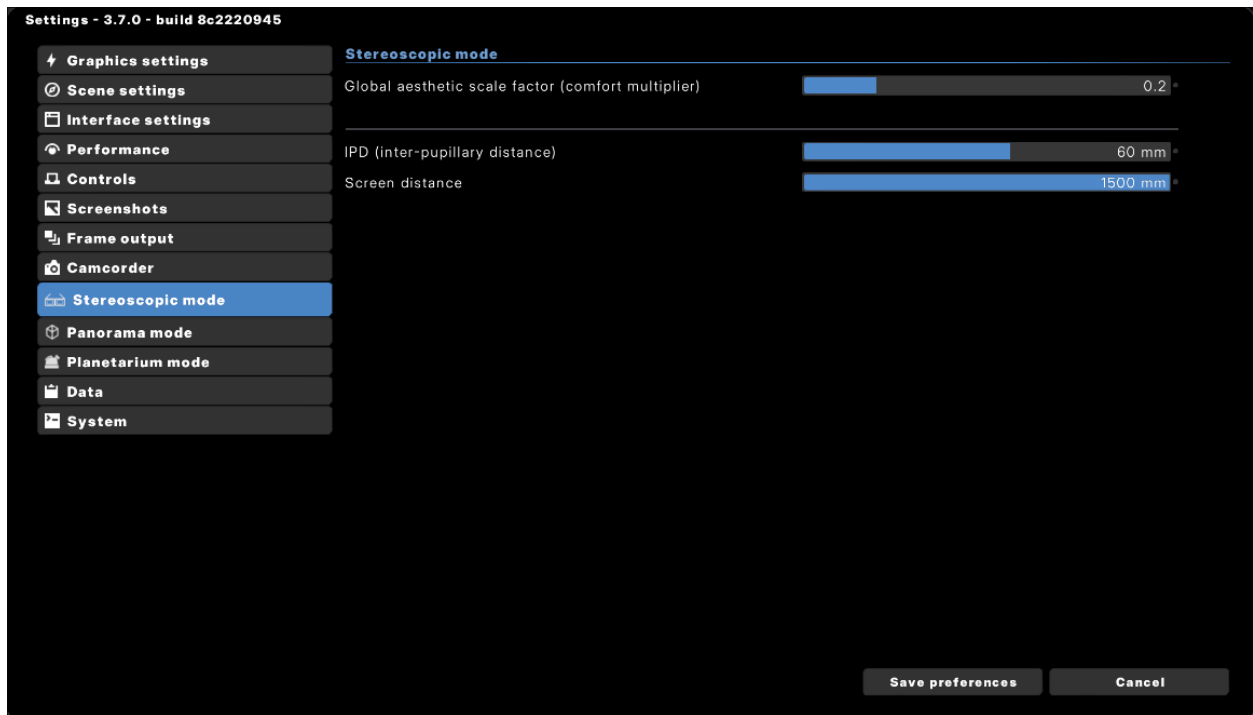 Settings - 3.7.0 - build 8c2220945
Graphics settings
Scene settings
Interface settings
Performance
Controls
Screenshots
Frame output
Camcorder
Stereoscopic mode
Panorama mode
Planetarium mode
Data
System
Stereoscopic mode
Global aesthetic scale factor (comfort multiplier) 0.2
IPD (inter-pupillary distance) 60 mm
Screen distance 1500 mm
Save preferences Cancel